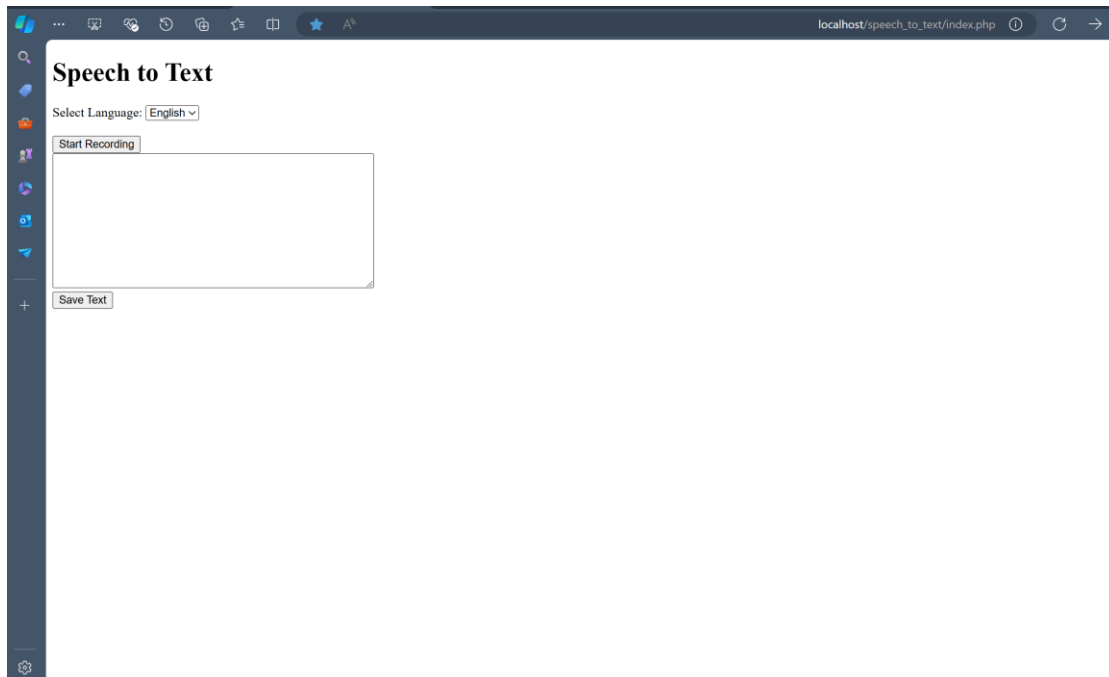 localhost/speech_to_text/index.php
Speech to Text
Select Language: English
Start Recording
Save Text